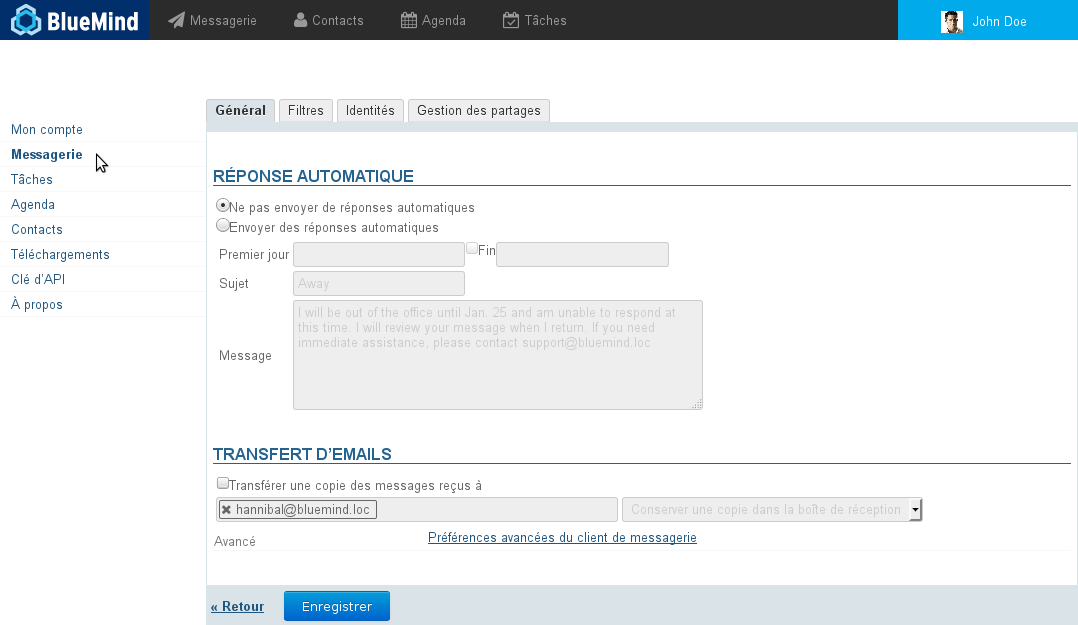 BlueMind Messagerie Contacts Agenda Tâches John Doe
Général Filtres Identités Gestion des partages
Mon compte
Messagerie
Tâches
Agenda
Contacts
Téléchargements
Clé d'API
À propos
RÉPONSE AUTOMATIQUE
Ne pas envoyer de réponses automatiques
Envoyer des réponses automatiques
Premier jour Fin
Sujet Away
Message
I will be out of the office until Jan. 25 and am unable to respond at
this time. I will review your message when I return. If you need
immediate assistance, please contact support@bluemind.loc
TRANSFERT D'EMAILS
Transférer une copie des messages reçus à
hannibal@bluemind.loc Conserver une copie dans la boîte de réception
Avancé Préférences avancées du client de messagerie
« Retour Enregistrer